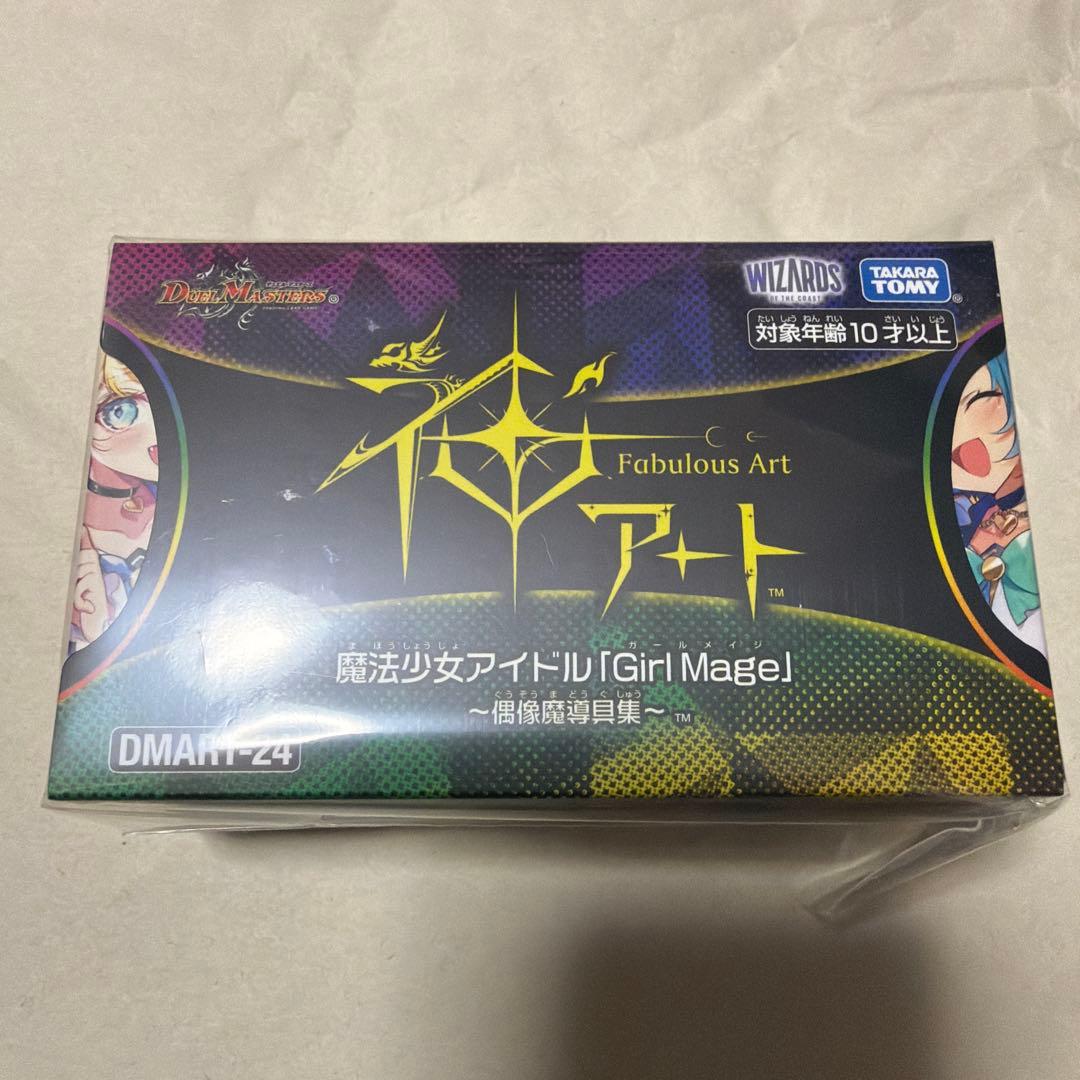 DUEL MASTERS®
WIZARDS
OF THE COAST
TAKARA
TOMY®
たいしょうねんれい さいいじょう
対象年齢10才以上
神
Fabulous Art
アート™
まほうしょうじょ ガールメイジ
魔法少女アイドル「Girl Mage」
ぐうぞうまどうぐしゅう
~偶像魔導具集~™
DMART-24